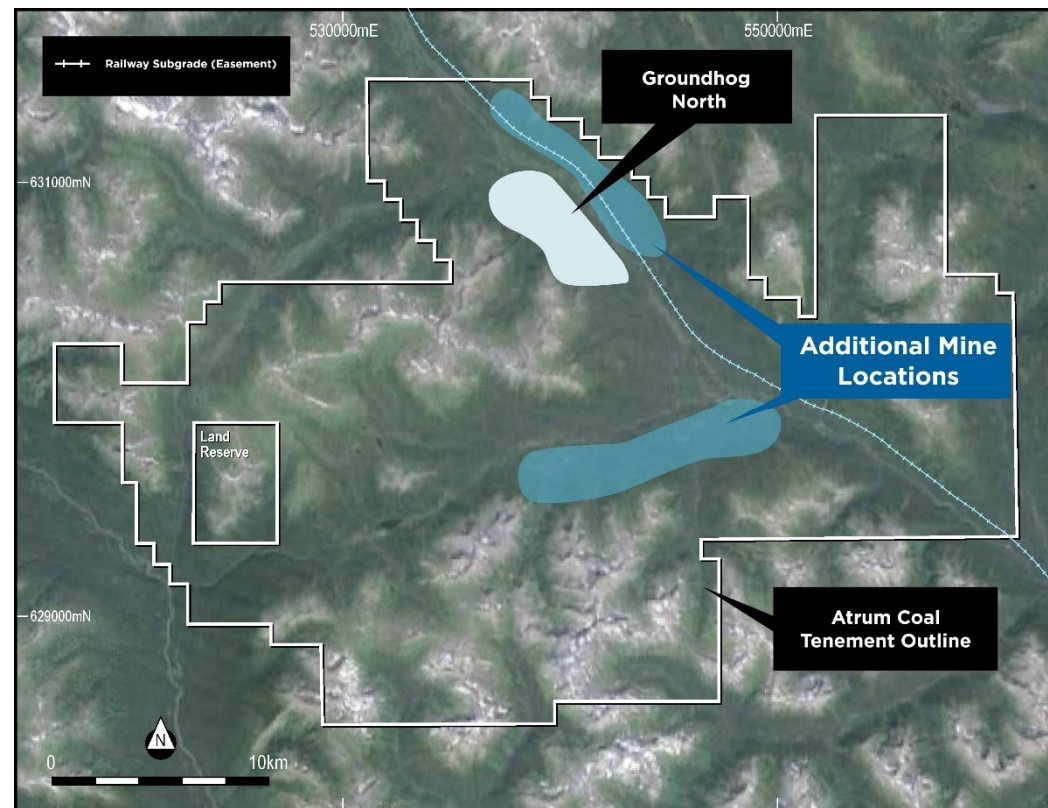 530000mE
550000mE
Railway Subgrade (Easement)
Groundhog
North
631000mN
Additional Mine
Locations
Land
Reserve
629000mN
Atrum Coal
Tenement Outline
N
0
10km